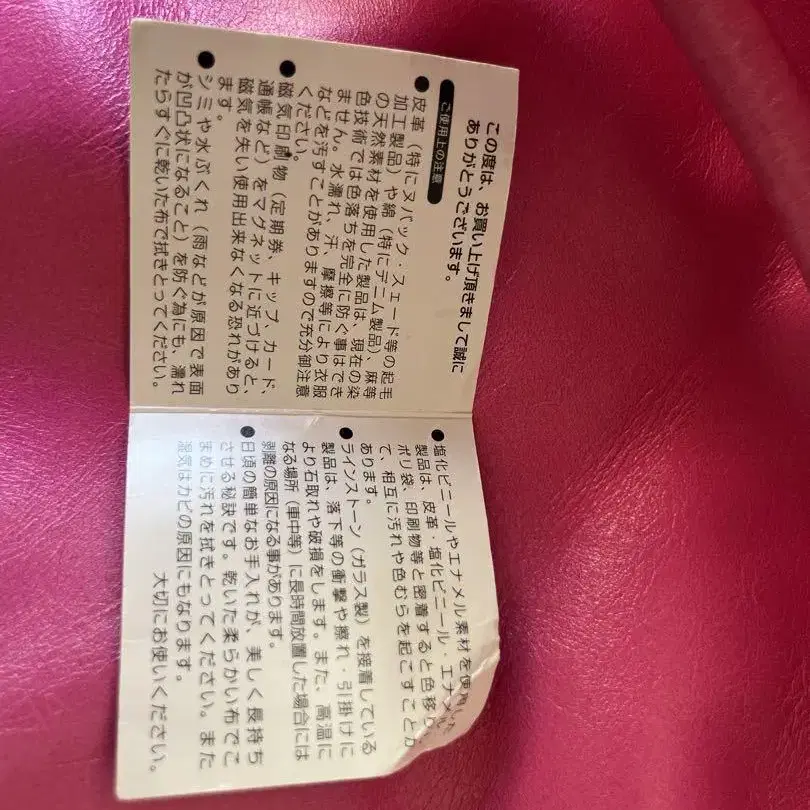 この度は、お買い上げ頂きまして誠に
ありがとうございます。
ご使用上の注意
●皮革（特にヌバック・スエード等の起毛
加工製品）や綿（特にデニム製品）、麻等
の天然素材を使用した製品は、現在の染
色技術では色落ちを完全に防ぐ事はでき
ません。水濡れ、汗、摩擦等により衣服
などを汚すことがありますので充分御注意
ください。
●磁気印刷物（定期券、キップ、カード、
通帳など）をマグネットに近づけると、
磁気を失い使用出来なくなる恐れがあり
ます。
●シミや水ぶくれ（雨などが原因で表面
が凹凸状になること）を防ぐ為にも、濡れ
たらすぐに乾いた布で拭きとってください。
●塩化ビニールやエナメル素材を使用した
製品は、皮革・塩化ビニール・エナメル
ポリ袋、印刷物等と密着すると色移り
て、相互に汚れや色むらを起こすことが
あります。
●ラインストーン（ガラス製）を接着している
製品は、落下等の衝撃や擦れ・引掛けに
より石取れや破損をします。また、高温に
なる場所（車中等）に長時間放置した場合には
剥離の原因になる事があります。
●日頃の簡単なお手入れが、美しく長持ち
させる秘訣です。乾いた柔らかい布でこ
まめに汚れを拭きとってください。また
湿気はカビの原因にもなります。
大切にお使いください。